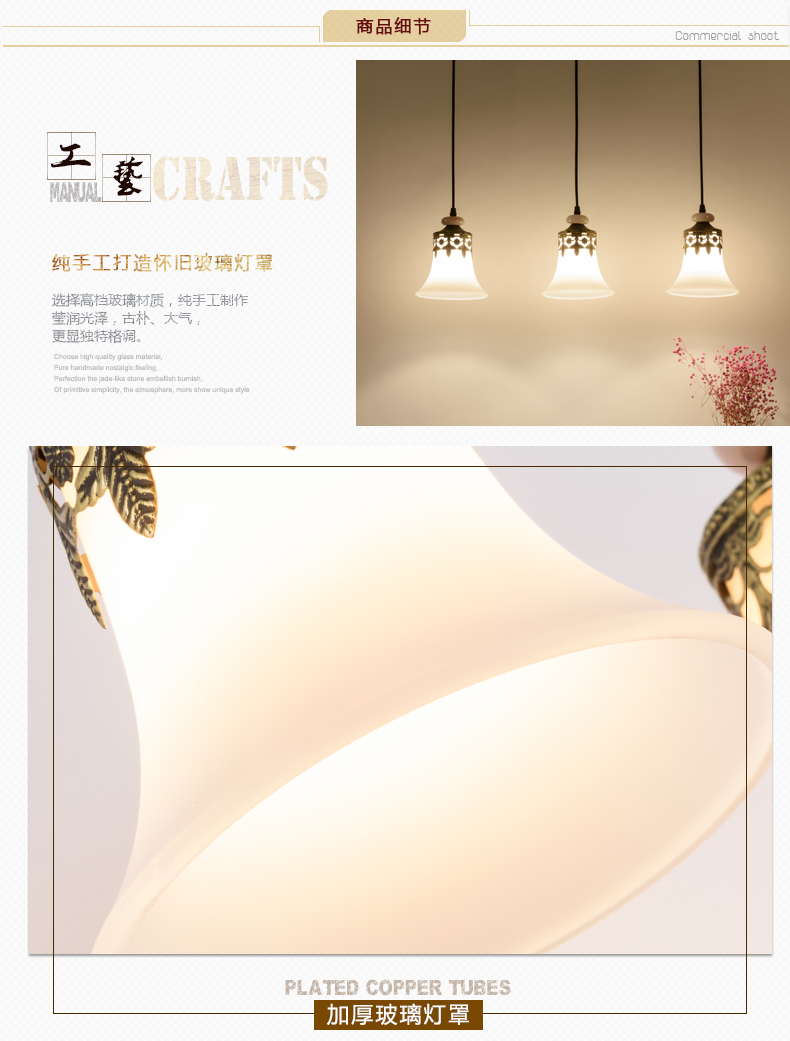 商品细节
Commercial shoot
工艺
MANUAL
CRAFTS
纯手工打造怀旧玻璃灯罩
选择高档玻璃材质，纯手工制作
莹润光泽，古朴、大气，
更显独特格调。
Choose high quality glass material,
Pure handmade nostalgic feeling,
Perfection the jade-like stone embellish burnish,
Of primitive simplicity, the atmosphere, more show unique style
PLATED COPPER TUBES
加厚玻璃灯罩